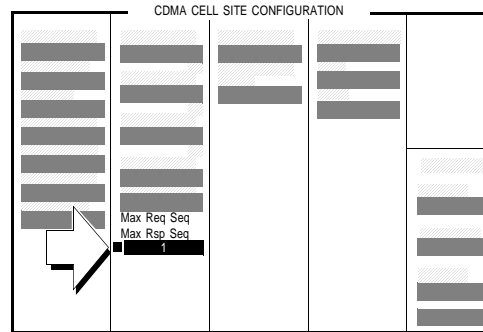 CDMA CELL SITE CONFIGURATION
Max Req Seq
Max Rsp Seq
1